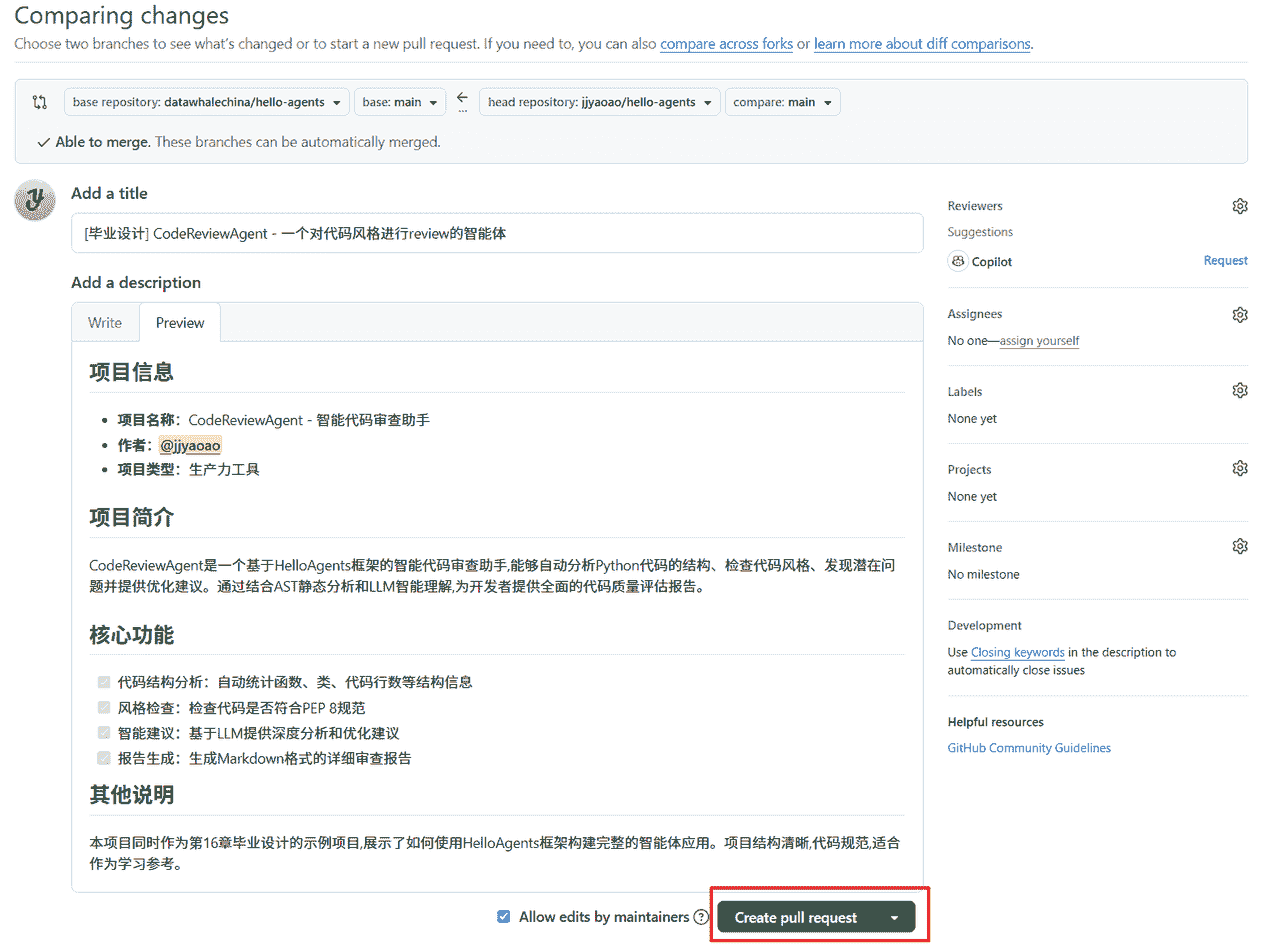 Comparing changes
Choose two branches to see what's changed or to start a new pull request. If you need to, you can also compare across forks or learn more about diff comparisons.
base repository: datawhalechina/hello-agents base: main head repository: jjyaoao/hello-agents compare: main
Able to merge. These branches can be automatically merged.
Add a title
[毕业设计] CodeReviewAgent - 一个对代码风格进行review的智能体
Add a description
Write Preview
项目信息
项目名称：CodeReviewAgent - 智能代码审查助手
作者：@jjyaoao
项目类型：生产力工具
项目简介
CodeReviewAgent是一个基于HelloAgents框架的智能代码审查助手,能够自动分析Python代码的结构、检查代码风格、发现潜在问
题并提供优化建议。通过结合AST静态分析和LLM智能理解,为开发者提供全面的代码质量评估报告。
核心功能
代码结构分析：自动统计函数、类、代码行数等结构信息
风格检查：检查代码是否符合PEP 8规范
智能建议：基于LLM提供深度分析和优化建议
报告生成：生成Markdown格式的详细审查报告
其他说明
本项目同时作为第16章毕业设计的示例项目,展示了如何使用HelloAgents框架构建完整的智能体应用。项目结构清晰,代码规范,适合
作为学习参考。
Allow edits by maintainers ? Create pull request
Reviewers
Suggestions
Copilot Request
Assignees
No one—assign yourself
Labels
None yet
Projects
None yet
Milestone
No milestone
Development
Use Closing keywords in the description to
automatically close issues
Helpful resources
GitHub Community Guidelines